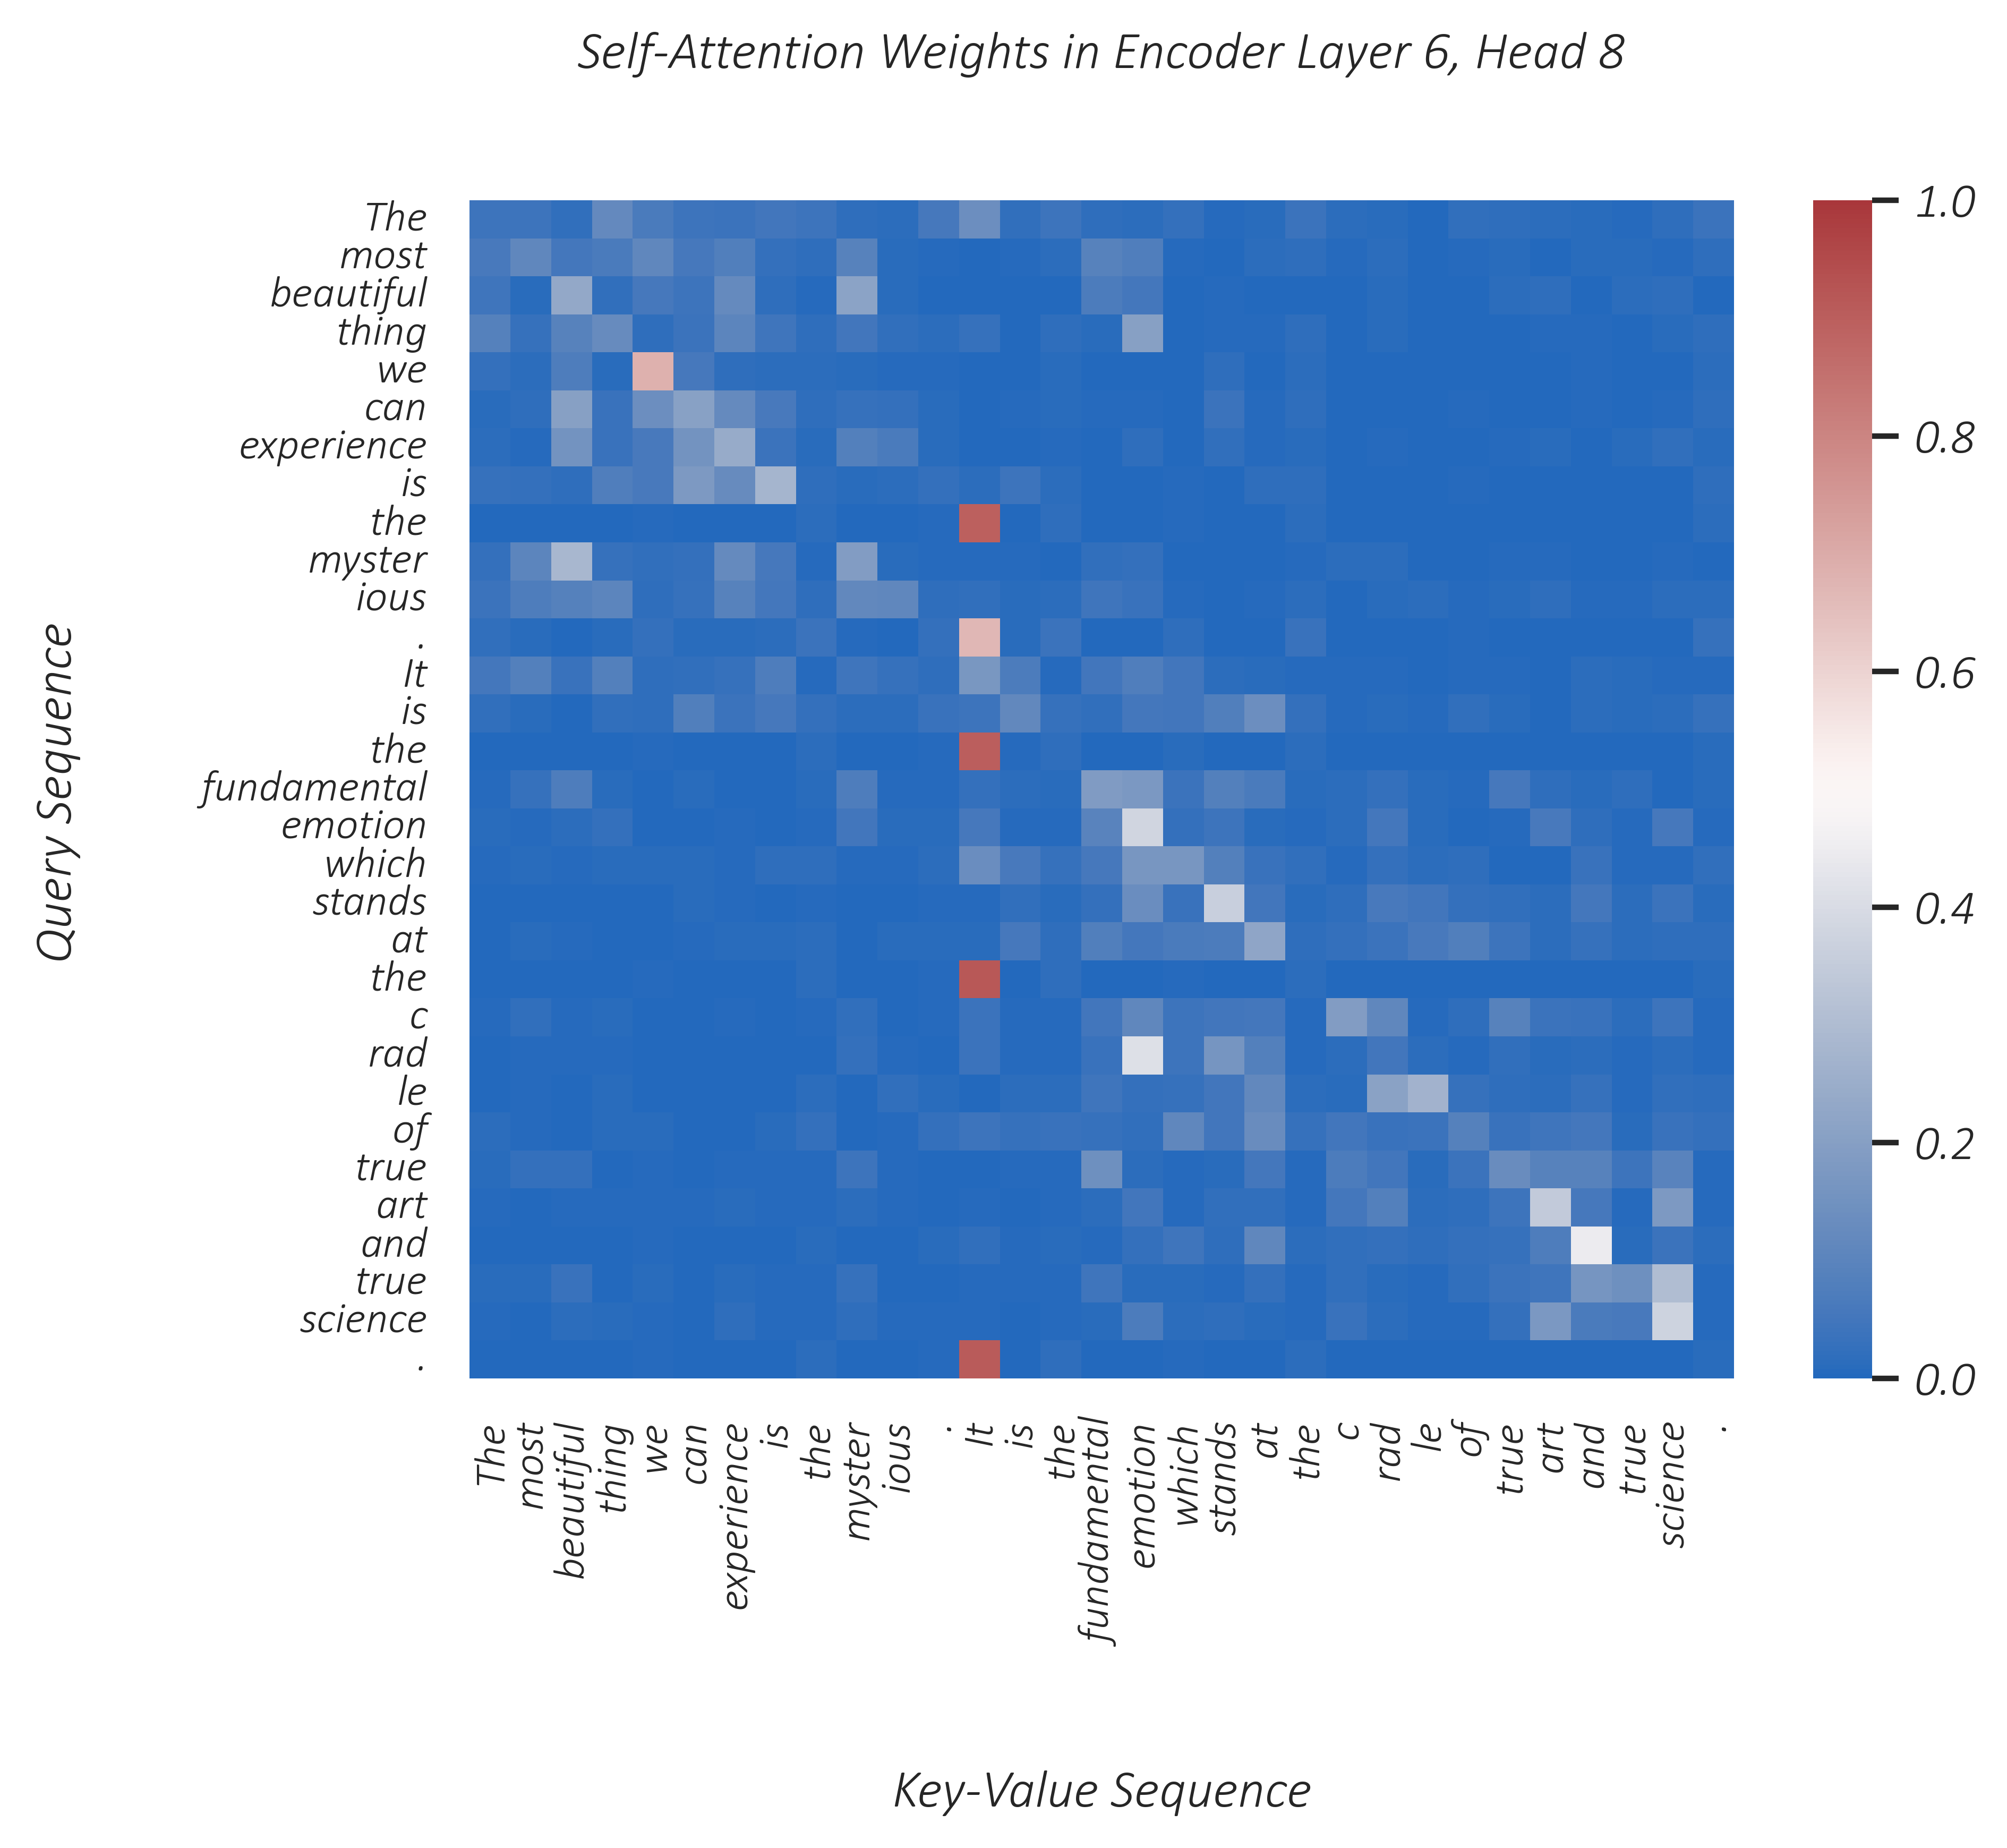 Self-Attention Weights in Encoder Layer 6, Head 8
Query Sequence
The
most
beautiful
thing
we
can
experience
is
the
myster
ious
.
It
is
the
fundamental
emotion
which
stands
at
the
c
rad
le
of
true
art
and
true
science
.
1.0
0.8
0.6
0.4
0.2
0.0
The
most
beautiful
thing
we
can
experience
is
the
myster
ious
.
It
is
the
fundamental
emotion
which
stands
at
the
c
rad
le
of
true
art
and
true
science
.
Key-Value Sequence